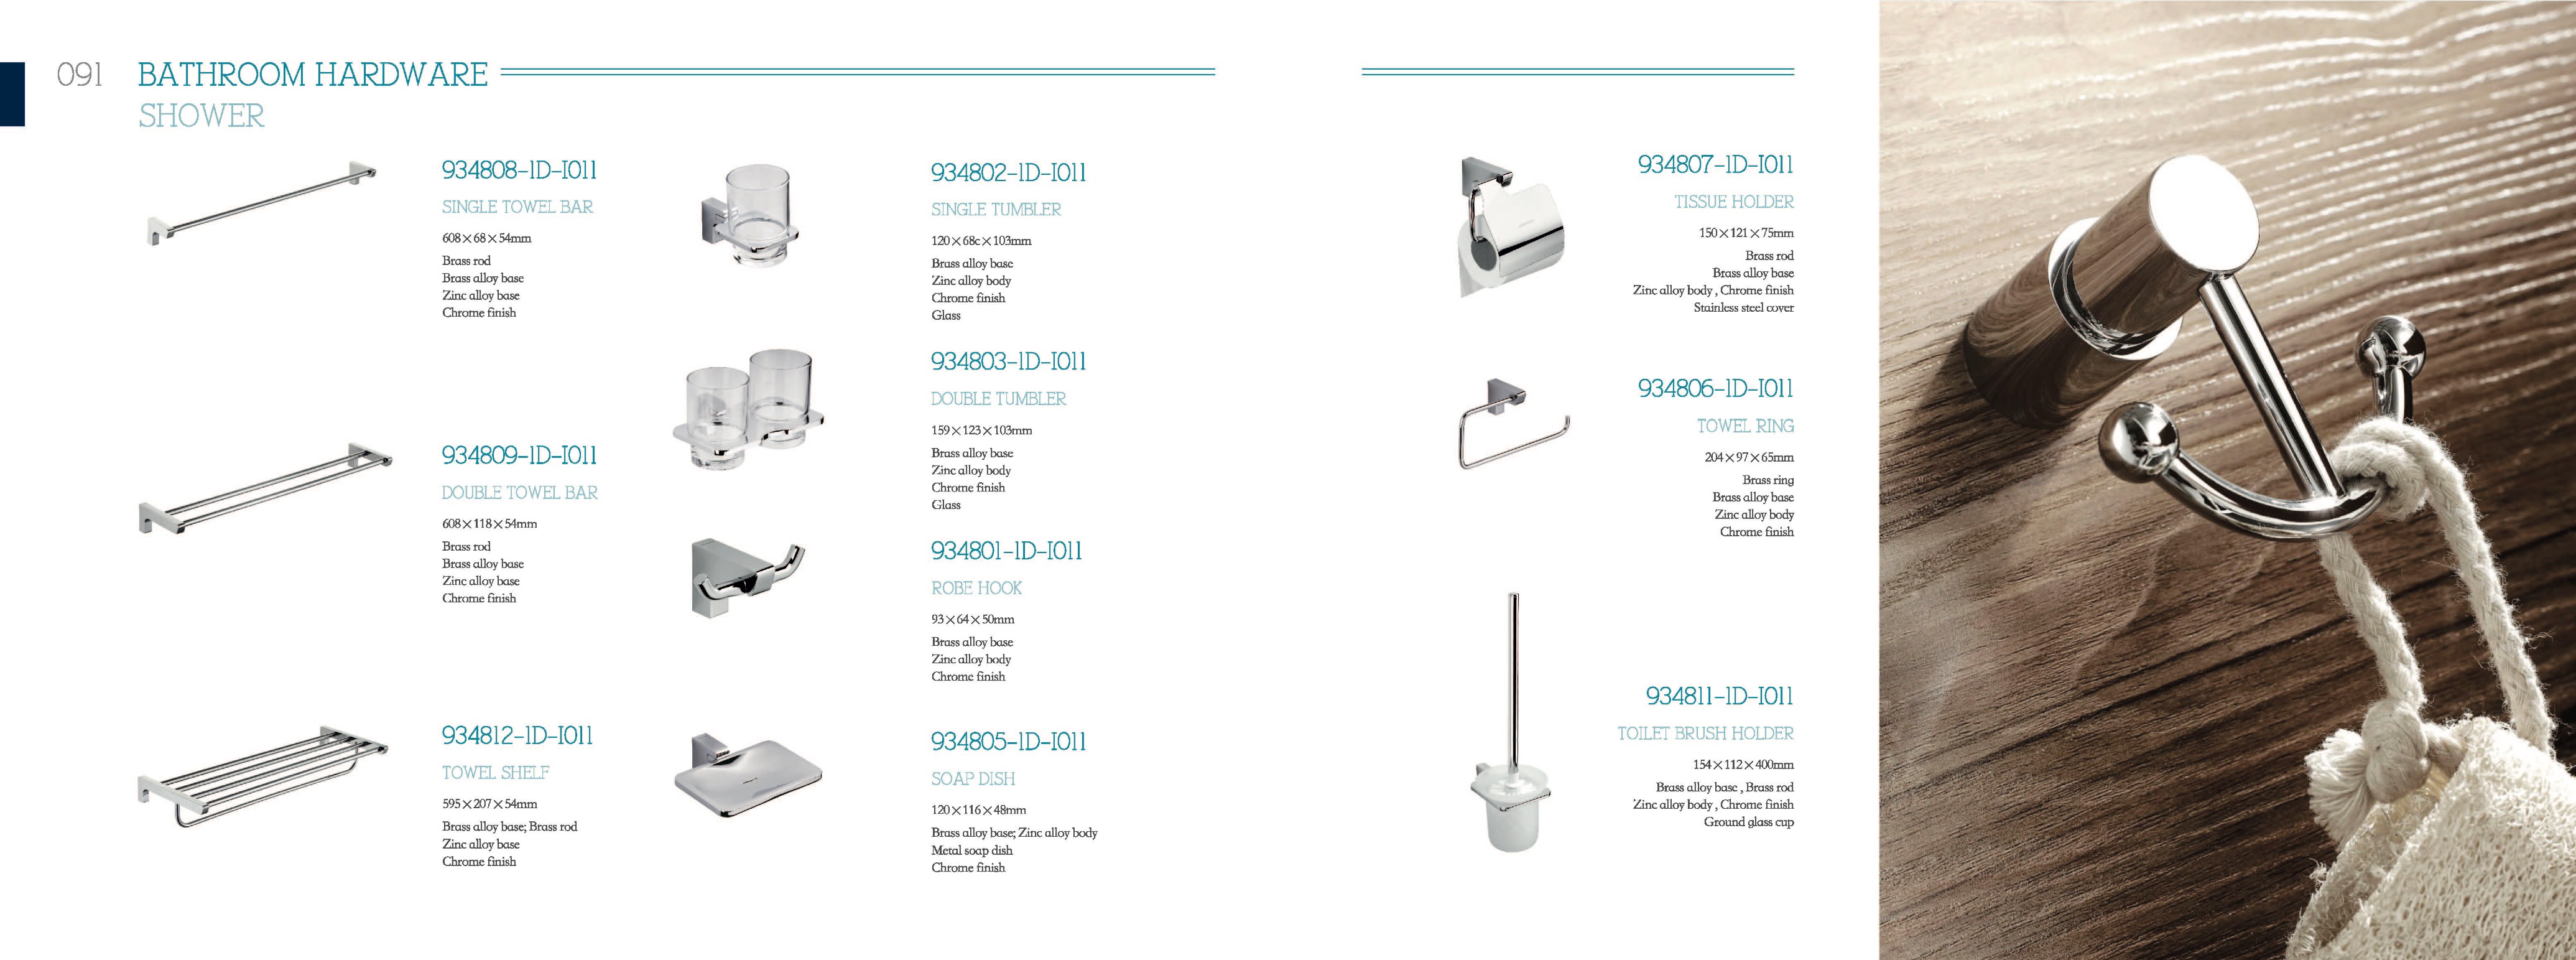 091
BATHROOM HARDWARE
SHOWER
934808-1D-I011
SINGLE TOWEL BAR
608×68×54mm
Brass rod
Brass alloy base
Zinc alloy base
Chrome finish
934809-1D-I011
DOUBLE TOWEL BAR
608×118×54mm
Brass rod
Brass alloy base
Zinc alloy base
Chrome finish
934812-1D-I011
TOWEL SHELF
595×207×54mm
Brass alloy base; Brass rod
Zinc alloy base
Chrome finish
934802-1D-I011
SINGLE TUMBLER
120×68c×103mm
Brass alloy base
Zinc alloy body
Chrome finish
Glass
934803-1D-I011
DOUBLE TUMBLER
159×123×103mm
Brass alloy base
Zinc alloy body
Chrome finish
Glass
934801-1D-I011
ROBE HOOK
93×64×50mm
Brass alloy base
Zinc alloy body
Chrome finish
934805-1D-I011
SOAP DISH
120×116×48mm
Brass alloy base; Zinc alloy body
Metal soap dish
Chrome finish
934807-1D-I011
TISSUE HOLDER
150×121×75mm
Brass rod
Brass alloy base
Zinc alloy body , Chrome finish
Stainless steel cover
934806-1D-I011
TOWEL RING
204×97×65mm
Brass ring
Brass alloy base
Zinc alloy body
Chrome finish
934811-1D-I011
TOILET BRUSH HOLDER
154×112×400mm
Brass alloy base , Brass rod
Zinc alloy body , Chrome finish
Ground glass cup